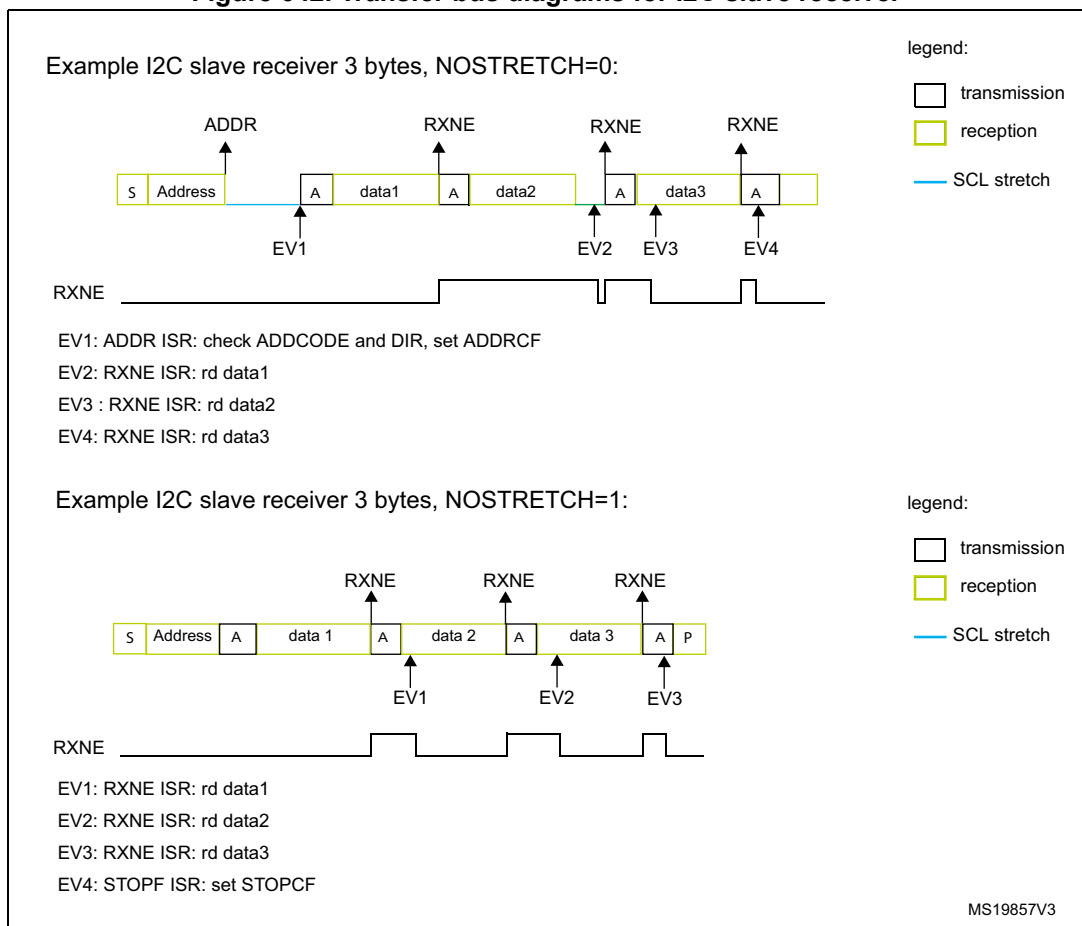 Example I2C slave receiver 3 bytes, NOSTRETCH=0:
legend:
transmission
reception
SCL stretch
ADDR RXNE RXNE RXNE
S Address A data1 A data2 A data3 A
EV1 EV2 EV3 EV4
RXNE
EV1: ADDR ISR: check ADDCODE and DIR, set ADDRCF
EV2: RXNE ISR: rd data1
EV3 : RXNE ISR: rd data2
EV4: RXNE ISR: rd data3
Example I2C slave receiver 3 bytes, NOSTRETCH=1:
legend:
transmission
reception
SCL stretch
RXNE RXNE RXNE
S Address A data 1 A data 2 A data 3 A P
EV1 EV2 EV3
RXNE
EV1: RXNE ISR: rd data1
EV2: RXNE ISR: rd data2
EV3: RXNE ISR: rd data3
EV4: STOPF ISR: set STOPCF
MS19857V3